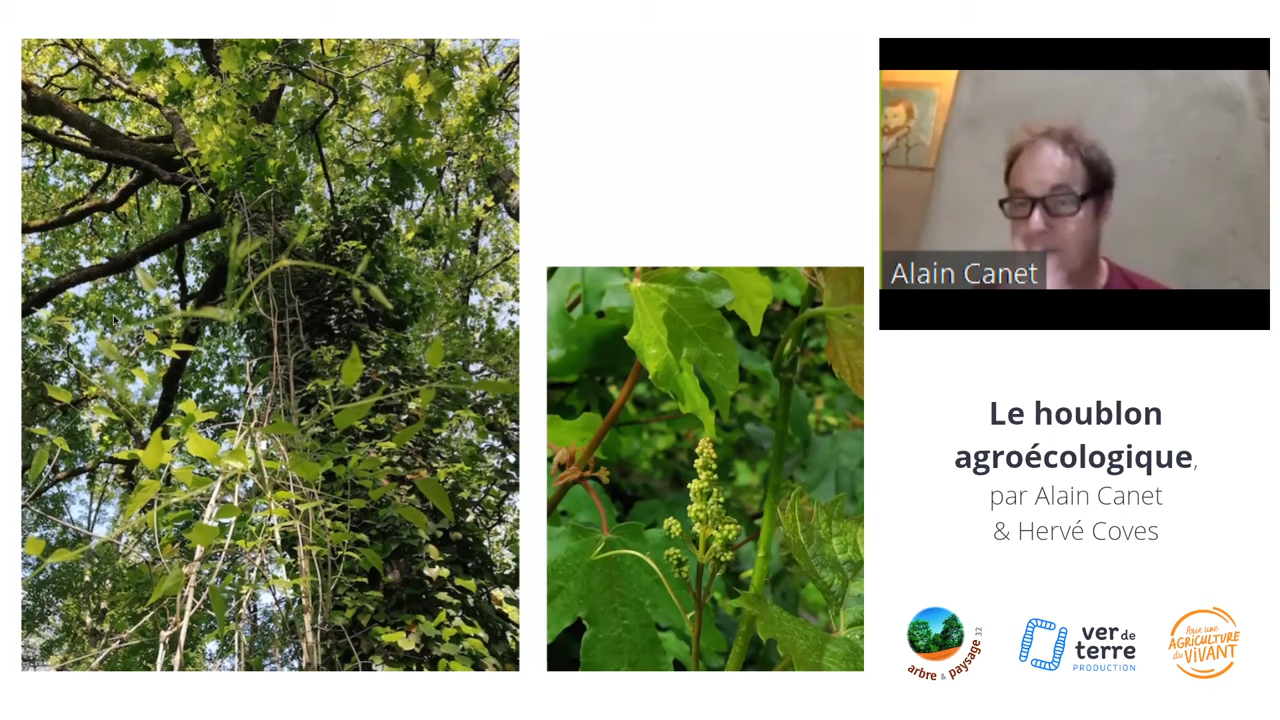 Alain Canet
Le houblon
agroécologique,
par Alain Canet
& Hervé Coves
arbre & paysage 32
ver de
terre
PRODUCTION
Pour une
AGRICULTURE
du VIVANT